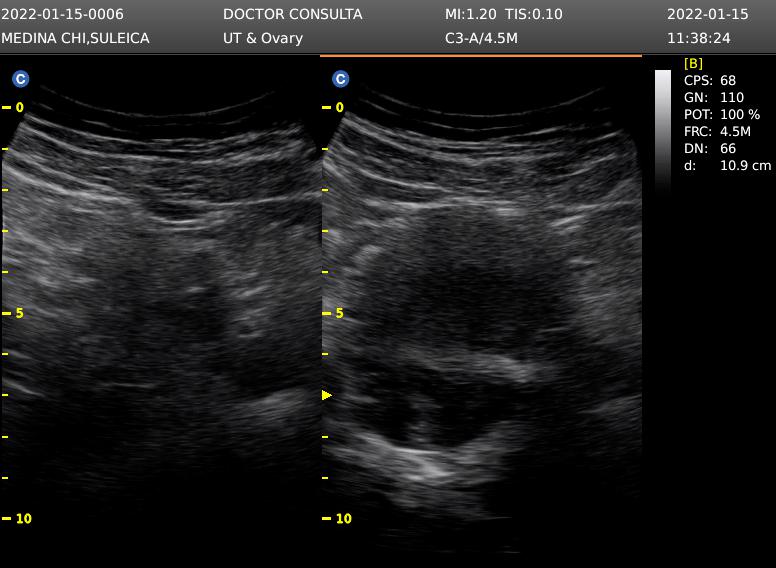 2022-01-15-0006 DOCTOR CONSULTA MI:1.20 TIS:0.10 2022-01-15
MEDINA CHI,SULEICA UT & Ovary C3-A/4.5M 11:38:24
C C
[B]
CPS: 68
GN: 110
POT: 100 %
FRC: 4.5M
DN: 66
d: 10.9 cm
0 0
5 5
10 10